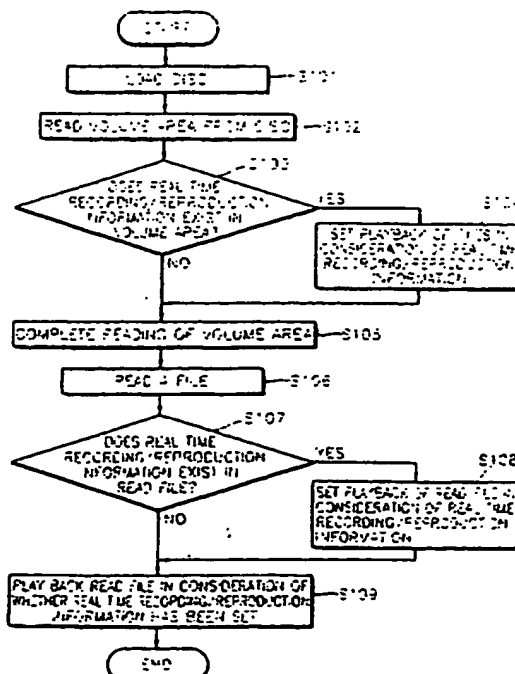 START
LOAD DISC
S101
READ VOLUME AREA FROM DISC
S102
S103
DOES REAL TIME
RECORDING/REPRODUCTION
INFORMATION EXIST IN
VOLUME AREA?
YES
SET PLAYBACK OF
CONSIDERATION OF REAL TIME
RECORDING/REPRODUCTION
INFORMATION
NO
COMPLETE READING OF VOLUME AREA
S105
READ A FILE
S106
S107
DOES REAL TIME
RECORDING/REPRODUCTION
INFORMATION EXIST IN
READ FILE?
YES
S108
SET PLAYBACK OF READ FILE
CONSIDERATION OF REAL TIME
RECORDING/REPRODUCTION
INFORMATION
NO
PLAY BACK READ FILE IN CONSIDERATION OF
WHETHER REAL TIME RECORDING/REPRODUCTION
INFORMATION HAS BEEN SET
S109
END